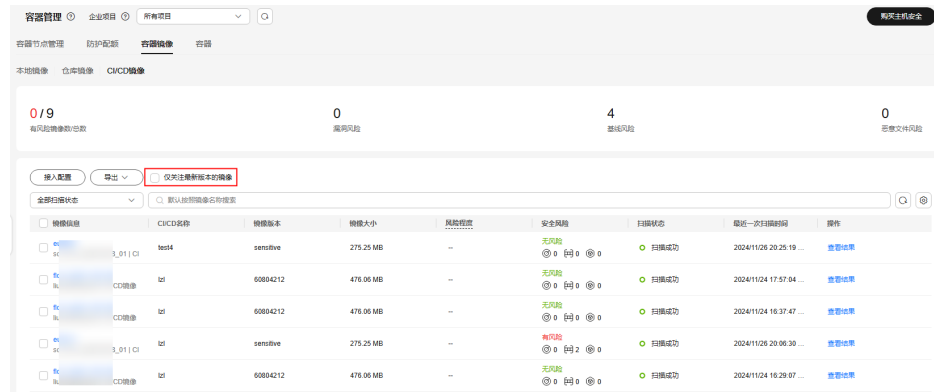 容器管理 企业项目 所有项目 购买主机安全
容器节点管理 防护配额 容器镜像 容器
本地镜像 仓库镜像 CI/CD镜像
0 / 9 0 4 0
有风险镜像数/总数 漏洞风险 基线风险 恶意文件风险
接入配置 导出 仅关注最新版本的镜像
全部扫描状态 默认按照镜像名称搜索
镜像信息 CI/CD名称 镜像版本 镜像大小 风险程度 安全风险 扫描状态 最近一次扫描时间 操作
test4 sensitive 275.25 MB -- 无风险 扫描成功 2024/11/26 20:25:19 ... 查看结果
_01 | CI 0 0 0
lzl 60804212 476.06 MB -- 无风险 扫描成功 2024/11/24 17:57:04 ... 查看结果
CD镜像 0 0 0
lzl 60804212 476.06 MB -- 无风险 扫描成功 2024/11/24 16:37:47 ... 查看结果
CD镜像 0 0 0
lzl sensitive 275.25 MB -- 有风险 扫描成功 2024/11/26 20:06:30 ... 查看结果
_01 | CI 0 2 0
lzl 60804212 476.06 MB -- 无风险 扫描成功 2024/11/24 16:29:07 ... 查看结果
CD镜像 0 0 0